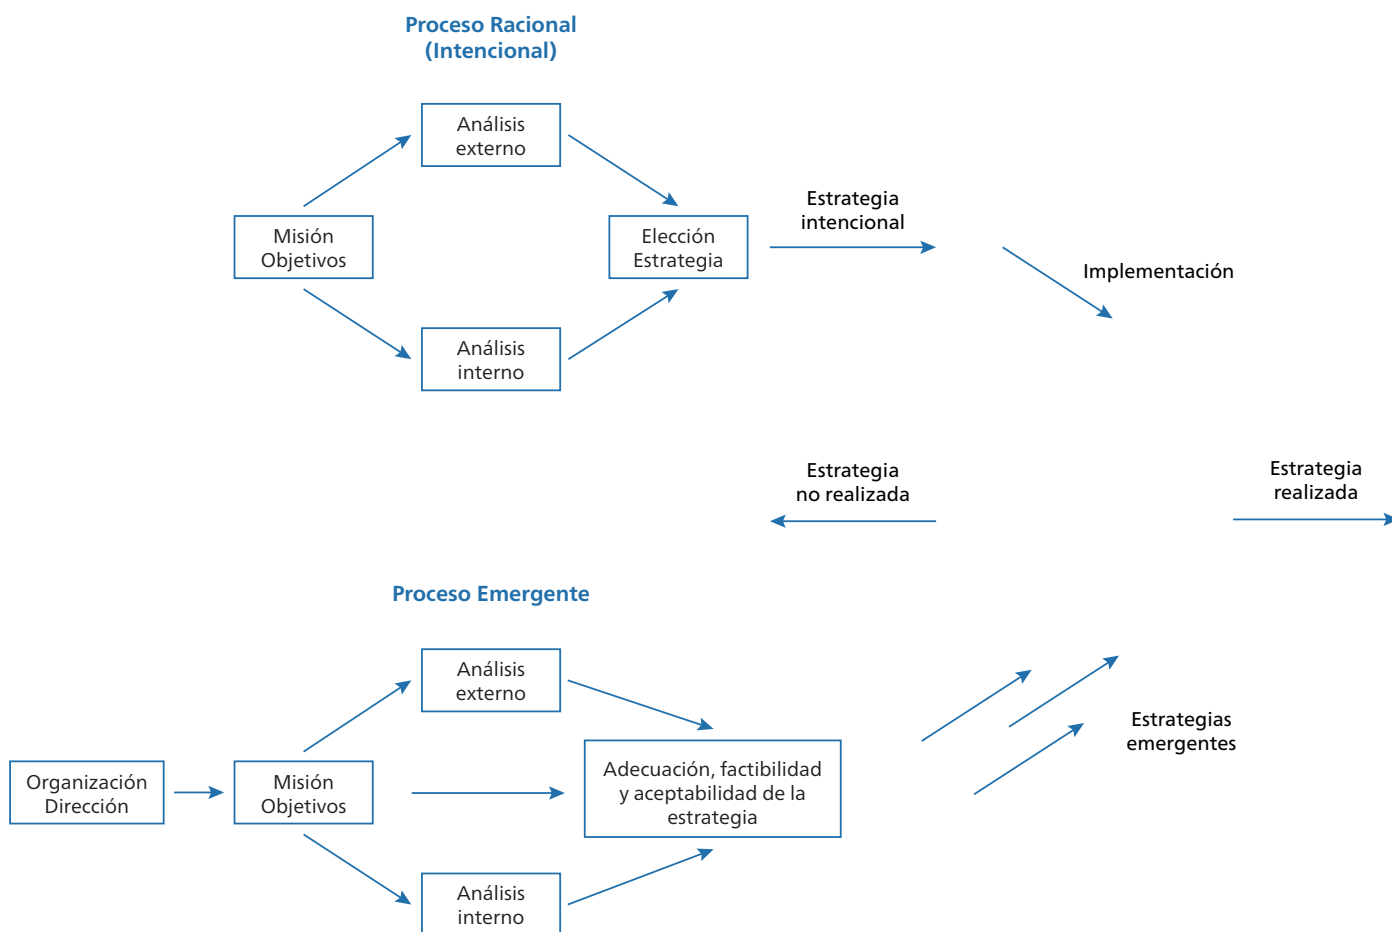 Proceso Racional
(Intencional)
Análisis
externo
Misión
Objetivos
Elección
Estrategia
Estrategia
intencional
Implementación
Análisis
interno
Estrategia
no realizada
Estrategia
realizada
Proceso Emergente
Análisis
externo
Organización
Dirección
Misión
Objetivos
Adecuación, factibilidad
y aceptabilidad de la
estrategia
Estrategias
emergentes
Análisis
interno